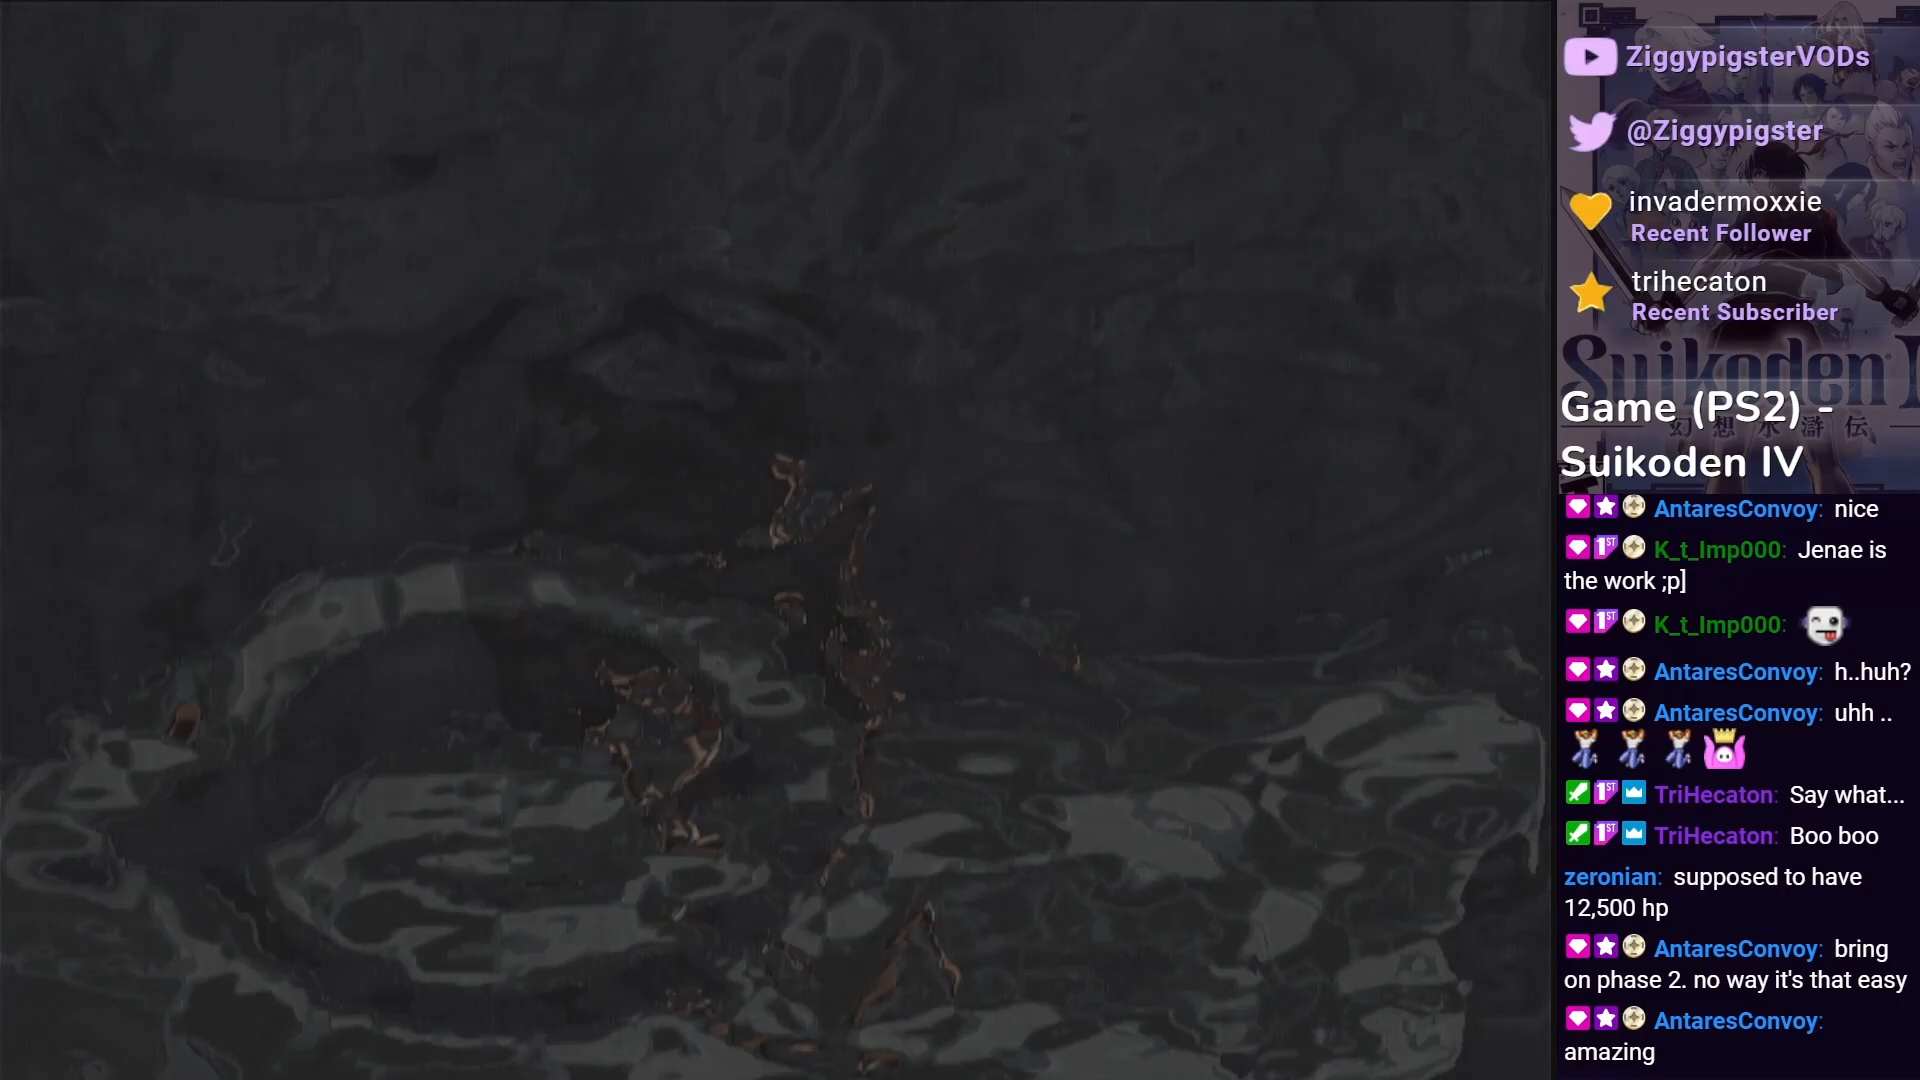 ZiggypigsterVODs
@Ziggypigster
invadermoxxie
Recent Follower
trihecaton
Recent Subscriber
Suikoden I
幻想水滸伝
Game (PS2) -
Suikoden IV
AntaresConvoy: nice
K_t_Imp000: Jenae is
the work ;p]
K_t_Imp000:
AntaresConvoy: h..huh?
AntaresConvoy: uhh ..
TriHecaton: Say what...
TriHecaton: Boo boo
zeronian: supposed to have
12,500 hp
AntaresConvoy: bring
on phase 2. no way it's that easy
AntaresConvoy:
amazing